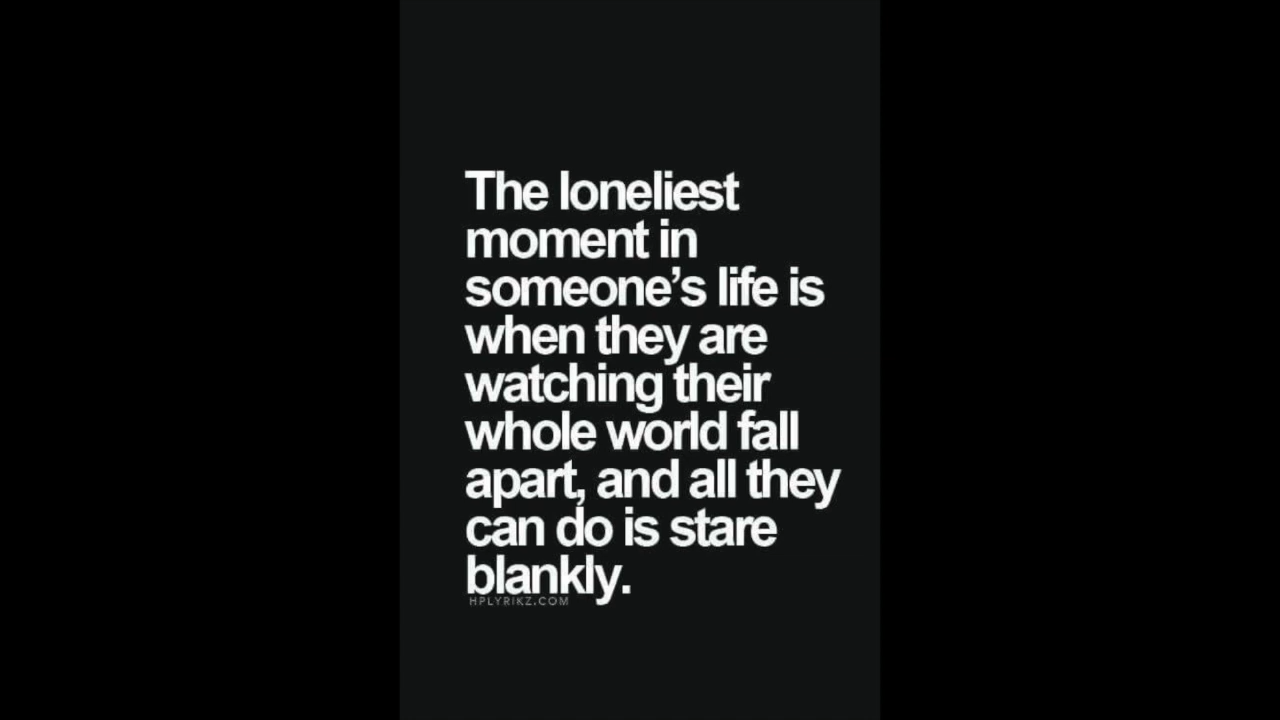 The loneliest
moment in
someone’s life is
when they are
watching their
whole world fall
apart, and all they
can do is stare
blankly.
HPLYRIKZ.COM